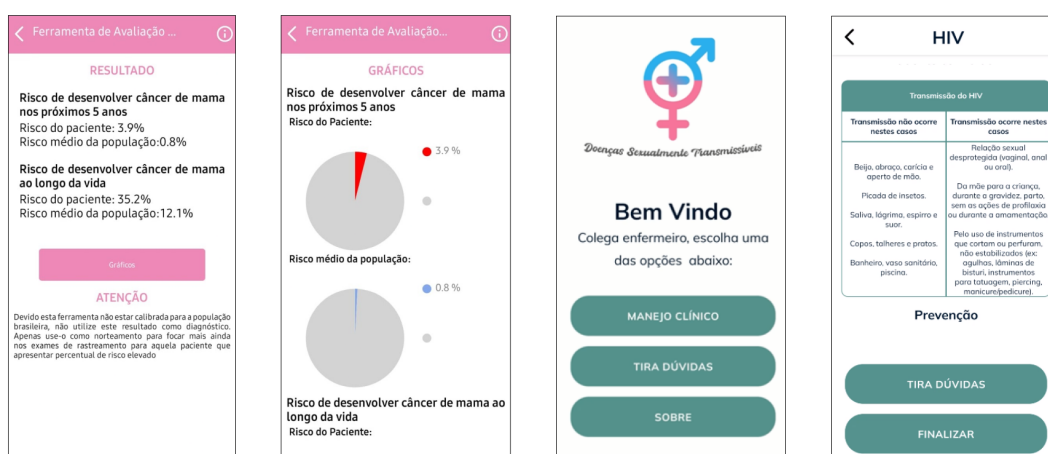 Ferramenta de Avaliação ...
RESULTADO
Risco de desenvolver câncer de mama
nos próximos 5 anos
Risco do paciente: 3.9%
Risco médio da população:0.8%
Risco de desenvolver câncer de mama
ao longo da vida
Risco do paciente: 35.2%
Risco médio da população:12.1%
Gráficos
ATENÇÃO
Devido esta ferramenta não estar calibrada para a população
brasileira, não utilize este resultado como diagnóstico.
Apenas use-o como norteamento para focar mais ainda
nos exames de rastreamento para aquela paciente que
apresentar percentual de risco elevado
Ferramenta de Avaliação...
GRÁFICOS
Risco de desenvolver câncer de mama
nos próximos 5 anos
Risco do Paciente:
3.9 %
Risco médio da população:
0.8 %
Risco de desenvolver câncer de mama ao
longo da vida
Risco do Paciente:
Doenças Sexualmente Transmissíveis
Bem Vindo
Colega enfermeiro, escolha uma
das opções abaixo:
MANEJO CLÍNICO
TIRA DÚVIDAS
SOBRE
HIV
Transmissão do HIV
Transmissão não ocorre
nestes casos
Beijo, abraço, carícia e
aperto de mão.
Picada de insetos.
Saliva, lágrima, espirro e
suor.
Copos, talheres e pratos.
Banheiro, vaso sanitário,
piscina.
Transmissão ocorre nestes
casos
Relação sexual
desprotegida (vaginal, anal
ou oral).
Da mãe para a criança,
durante a gravidez, parto,
sem as ações de profilaxia
ou durante a amamentação.
Pelo uso de instrumentos
que cortam ou perfuram,
não estabilizados (ex:
agulhas, lâminas de
bisturi, instrumentos
para tatuagem, piercing,
manicure/pedicure).
Prevenção
TIRA DÚVIDAS
FINALIZAR